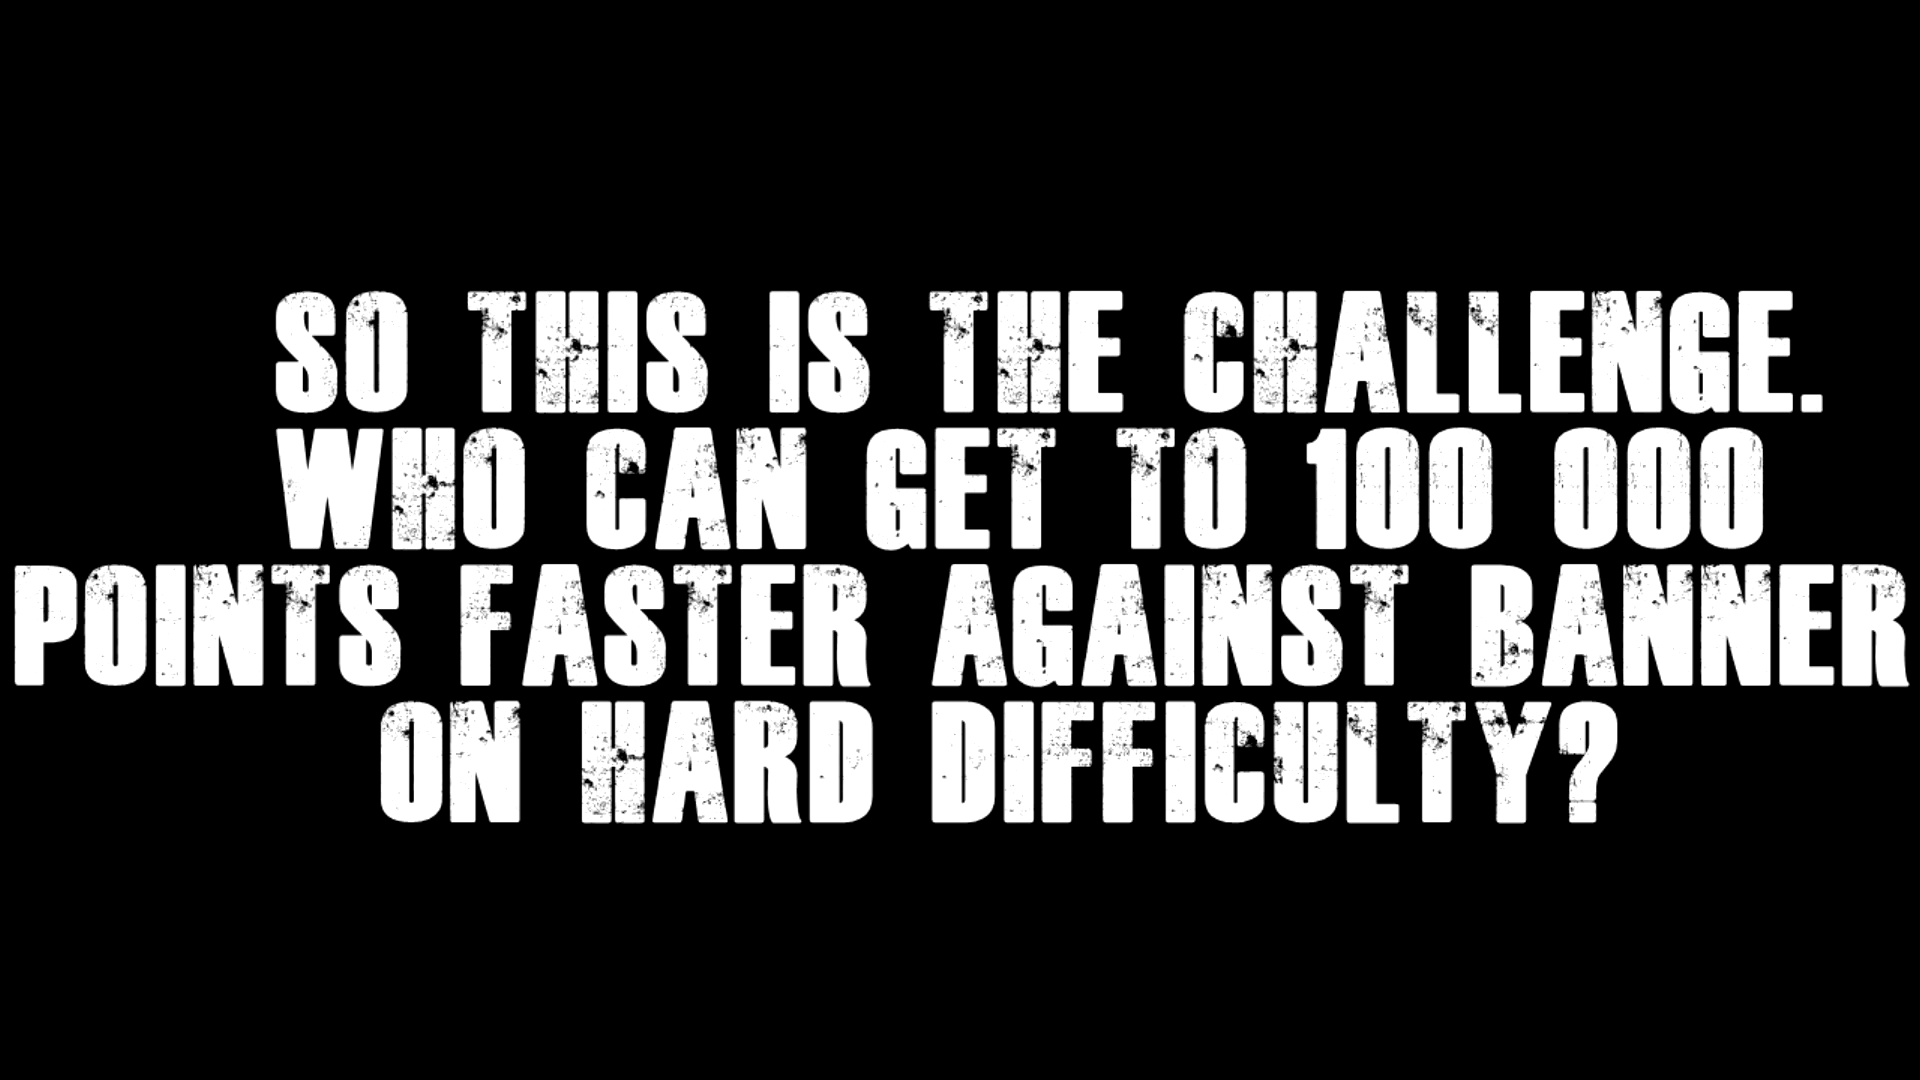 SO THIS IS THE CHALLENGE.
WHO CAN GET TO 100 000
POINTS FASTER AGAINST BANNER
ON HARD DIFFICULTY?